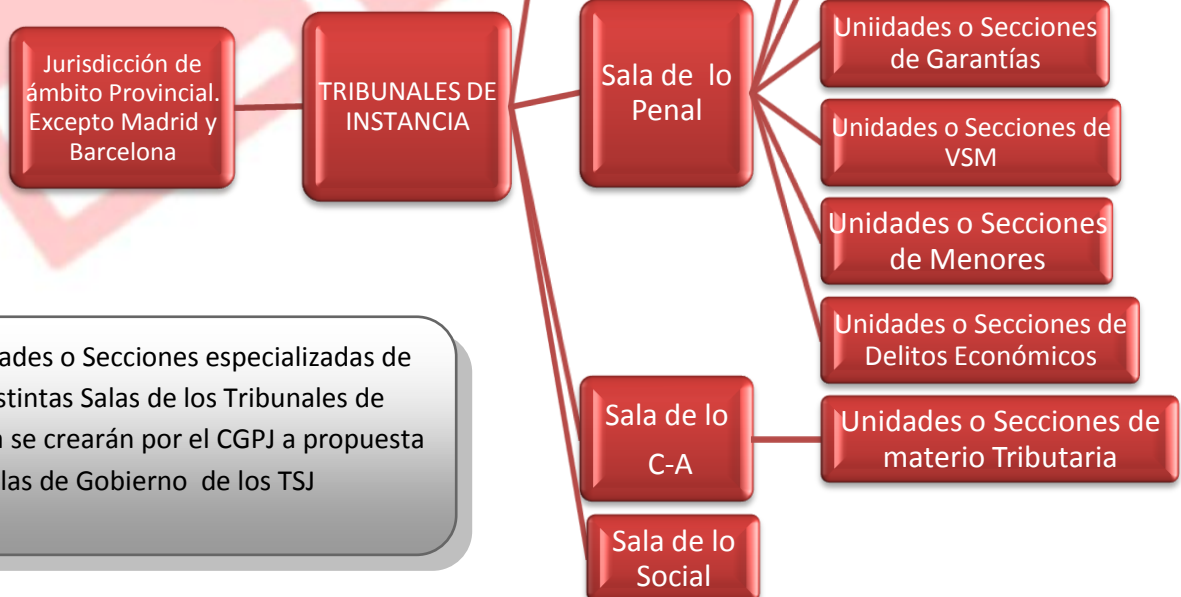 Jurisdicción de
ámbito Provincial.
Excepto Madrid y
Barcelona
TRIBUNALES DE
INSTANCIA
Sala de lo
Penal
Uniidades o Secciones
de Garantías
Unidades o Secciones de
VSM
Unidades o Secciones
de Menores
Unidades o Secciones de
Delitos Económicos
Sala de lo
C-A
Unidades o Secciones de
materio Tributaria
Sala de lo
Social
o Secciones especializadas de
Salas de los Tribunales de
se crearán por el CGPJ a propuesta
de Gobierno de los TSJ